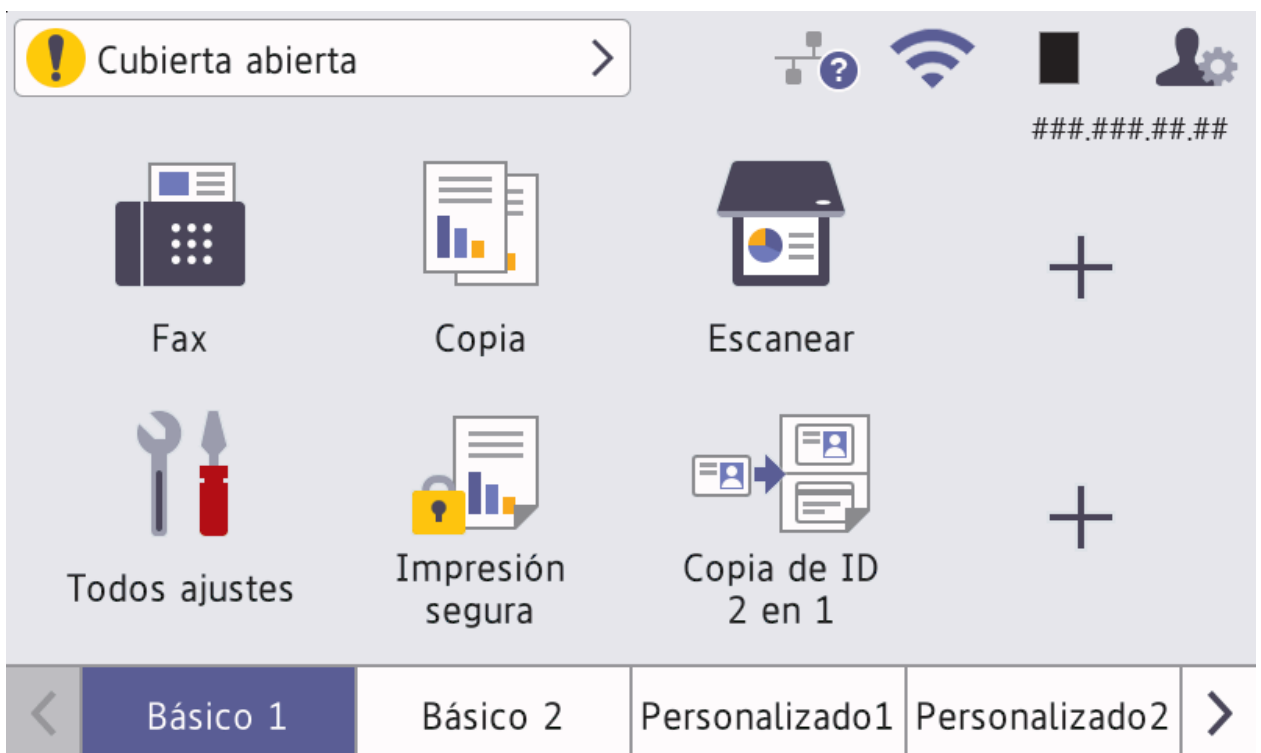 Cubierta abierta
###.###.##.##
Fax
Copia
Escanear
Todos ajustes
Impresión
segura
Copia de ID
2 en 1
Básico 1
Básico 2
Personalizado1
Personalizado2